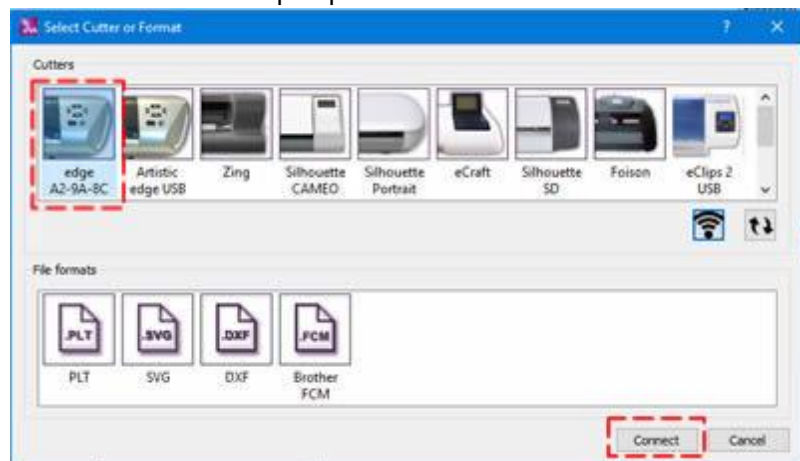 Select Cutter or Format
?
Cutters
edge
A2-9A-8C
Artistic
edge USB
Zing
Silhouette
CAMEO
Silhouette
Portrait
eCraft
Silhouette
SD
Foison
eClips 2
USB
File formats
.PLT
.SVG
.DXF
.FCM
PLT
SVG
DXF
Brother
FCM
Connect
Cancel